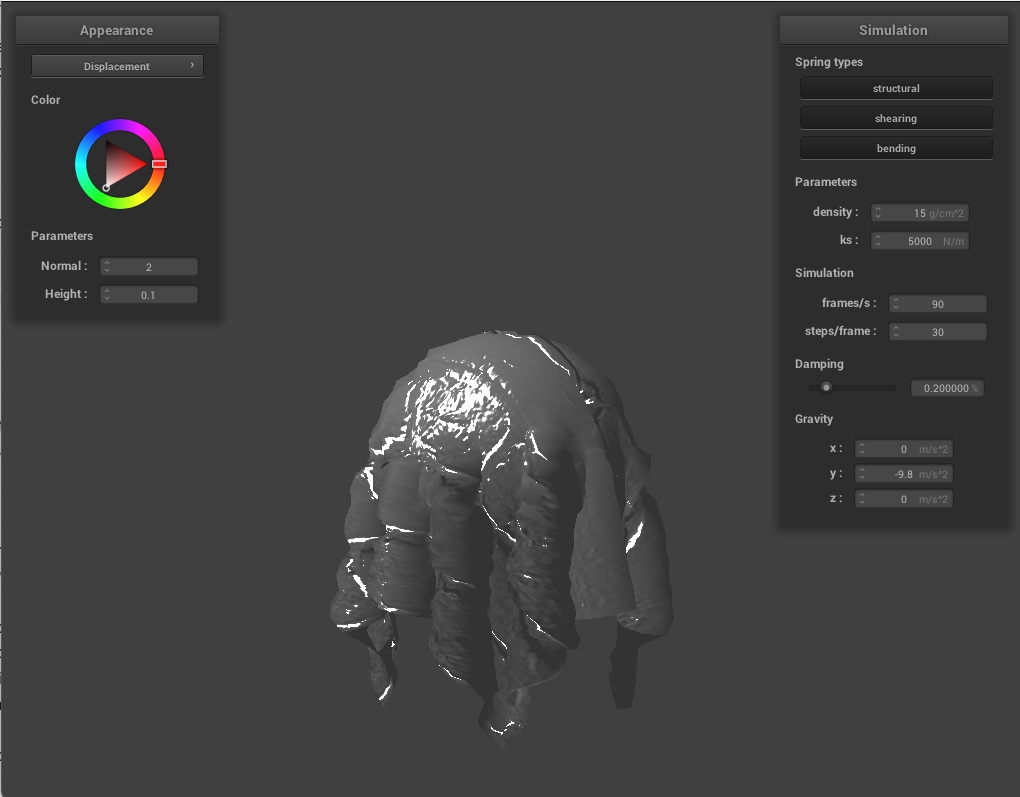 Appearance
Displacement
Color
Parameters
Normal : 2
Height : 0.1
Simulation
Spring types
structural
shearing
bending
Parameters
density : 15 g/cm^2
ks : 5000 N/m
Simulation
frames/s : 90
steps/frame : 30
Damping
0.200000 %
Gravity
x : 0 m/s^2
y : -9.8 m/s^2
z : 0 m/s^2